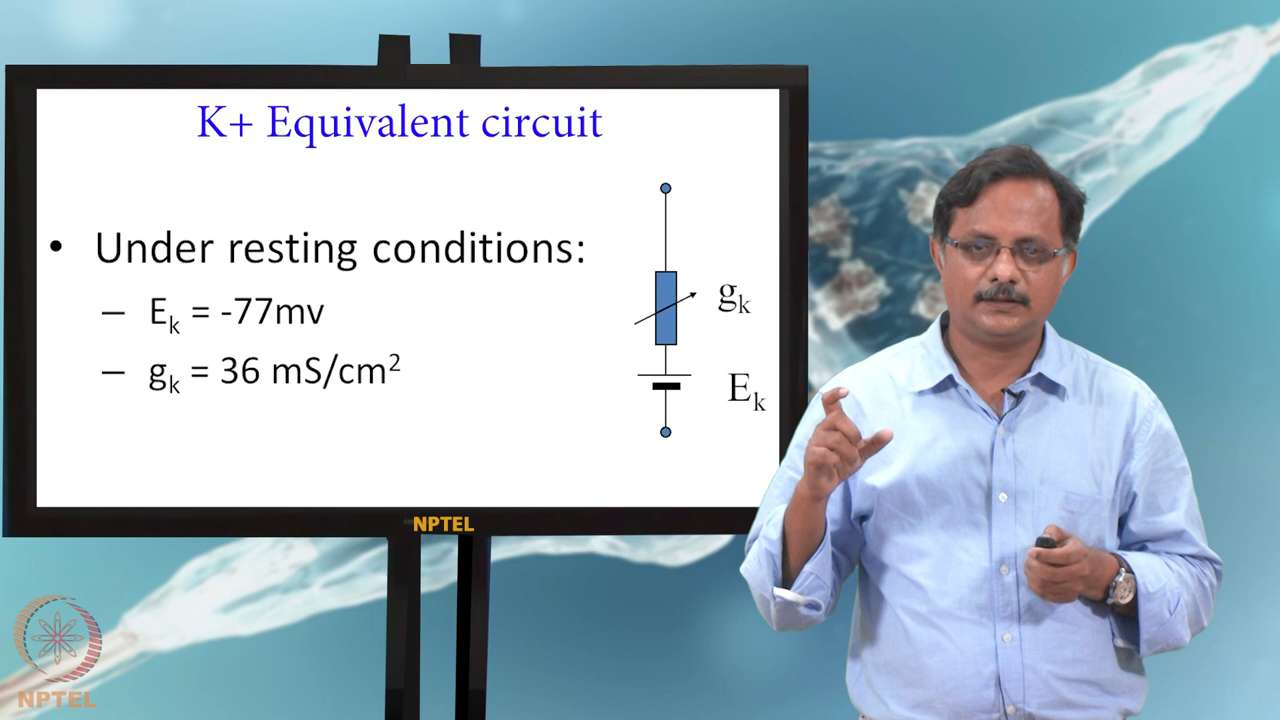 K+ Equivalent circuit
• Under resting conditions:
– Eₖ = -77mv
– gₖ = 36 mS/cm²
gₖ
Eₖ
NPTEL
NPTEL